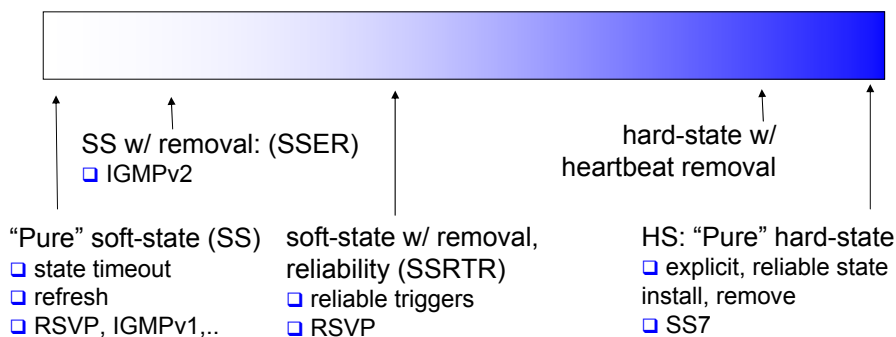 SS w/ removal: (SSER)
❑ IGMPv2
hard-state w/
heartbeat removal
“Pure” soft-state (SS)
❑ state timeout
❑ refresh
❑ RSVP, IGMPv1,..
soft-state w/ removal,
reliability (SSRTR)
❑ reliable triggers
❑ RSVP
HS: “Pure” hard-state
❑ explicit, reliable state
install, remove
❑ SS7